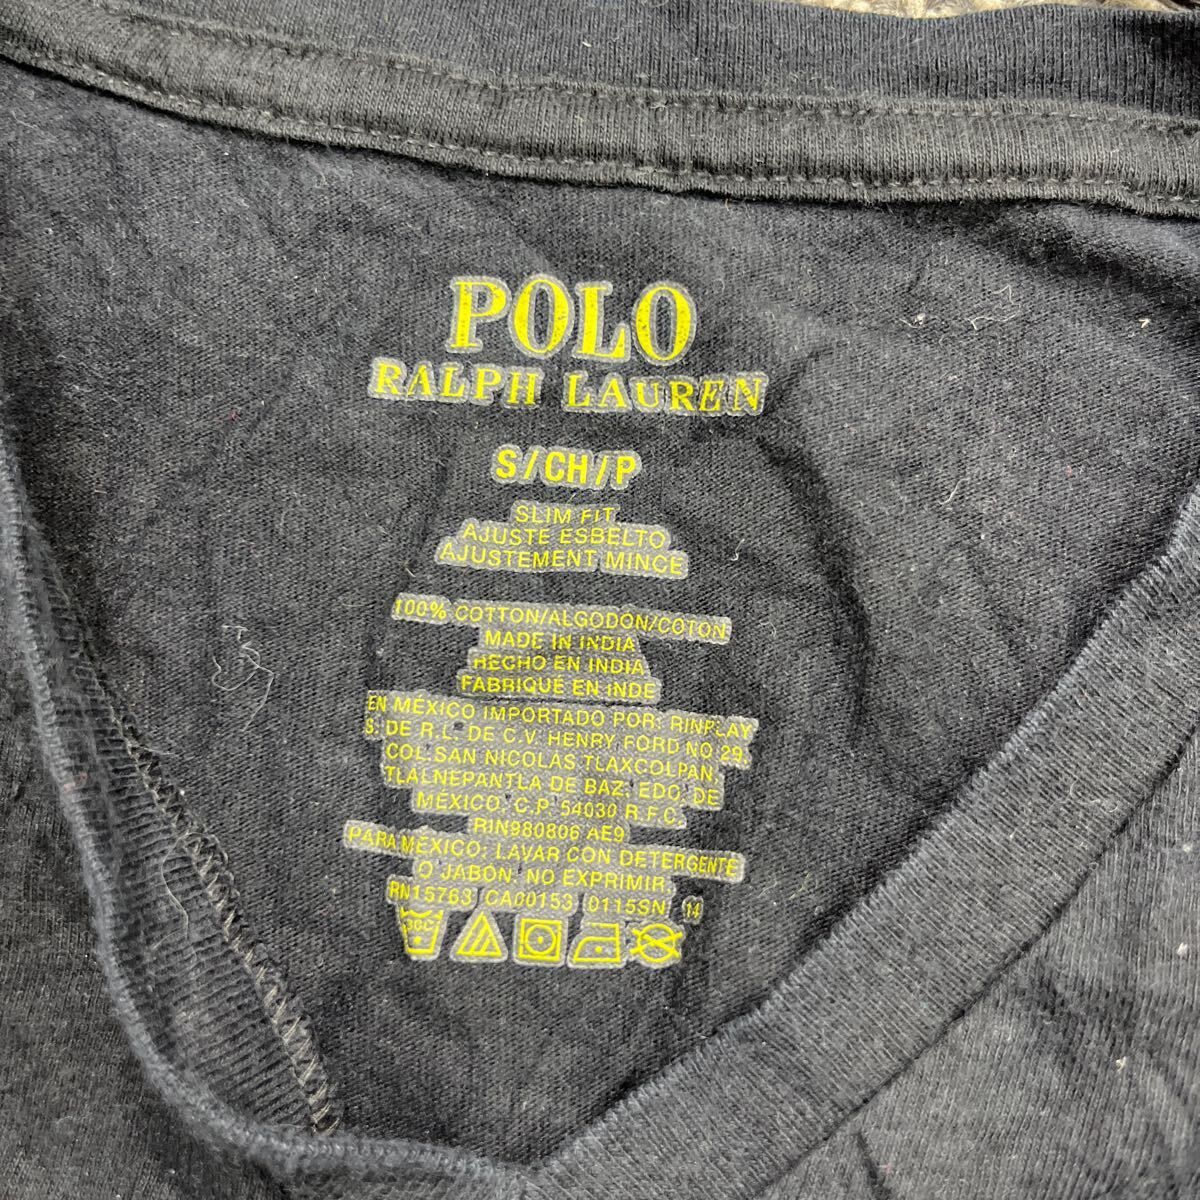 POLO
RALPH LAUREN
S/CH/P
SLIM FIT
AJUSTE ESBELTO
AJUSTEMENT MINCE
100% COTTON/ALGODÓN/COTON
MADE IN INDIA
HECHO EN INDIA
FABRIQUÉ EN INDE
EN MÉXICO IMPORTADO POR: RINPLAY
S. DE R.L. DE C.V. HENRY FORD NO 29,
COL.SAN NICOLAS TLAXCOLPAN,
TLALNEPANTLA DE BAZ, EDO. DE
MÉXICO. C.P. 54030 R.F.C.
RIN980806 AE9
PARA MÉXICO: LAVAR CON DETERGENTE
O JABON. NO EXPRIMIR.
RN15763 CA00153 0115SN 14
30C